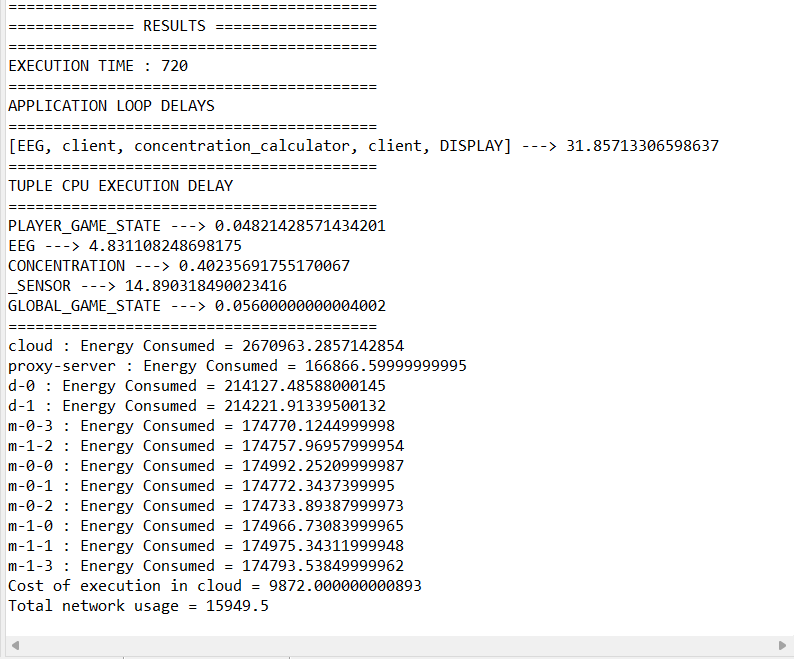 =========================================
============== RESULTS ==================
=========================================
EXECUTION TIME : 720
=========================================
APPLICATION LOOP DELAYS
=========================================
[EEG, client, concentration_calculator, client, DISPLAY] ---> 31.85713306598637
=========================================
TUPLE CPU EXECUTION DELAY
=========================================
PLAYER_GAME_STATE ---> 0.04821428571434201
EEG ---> 4.831108248698175
CONCENTRATION ---> 0.40235691755170067
_SENSOR ---> 14.890318490023416
GLOBAL_GAME_STATE ---> 0.05600000000004002
=========================================
cloud : Energy Consumed = 2670963.2857142854
proxy-server : Energy Consumed = 166866.59999999995
d-0 : Energy Consumed = 214127.48588000145
d-1 : Energy Consumed = 214221.91339500132
m-0-3 : Energy Consumed = 174770.1244999998
m-1-2 : Energy Consumed = 174757.96957999954
m-0-0 : Energy Consumed = 174992.25209999987
m-0-1 : Energy Consumed = 174772.3437399995
m-0-2 : Energy Consumed = 174733.89387999973
m-1-0 : Energy Consumed = 174966.73083999965
m-1-1 : Energy Consumed = 174975.34311999948
m-1-3 : Energy Consumed = 174793.53849999962
Cost of execution in cloud = 9872.000000000893
Total network usage = 15949.5